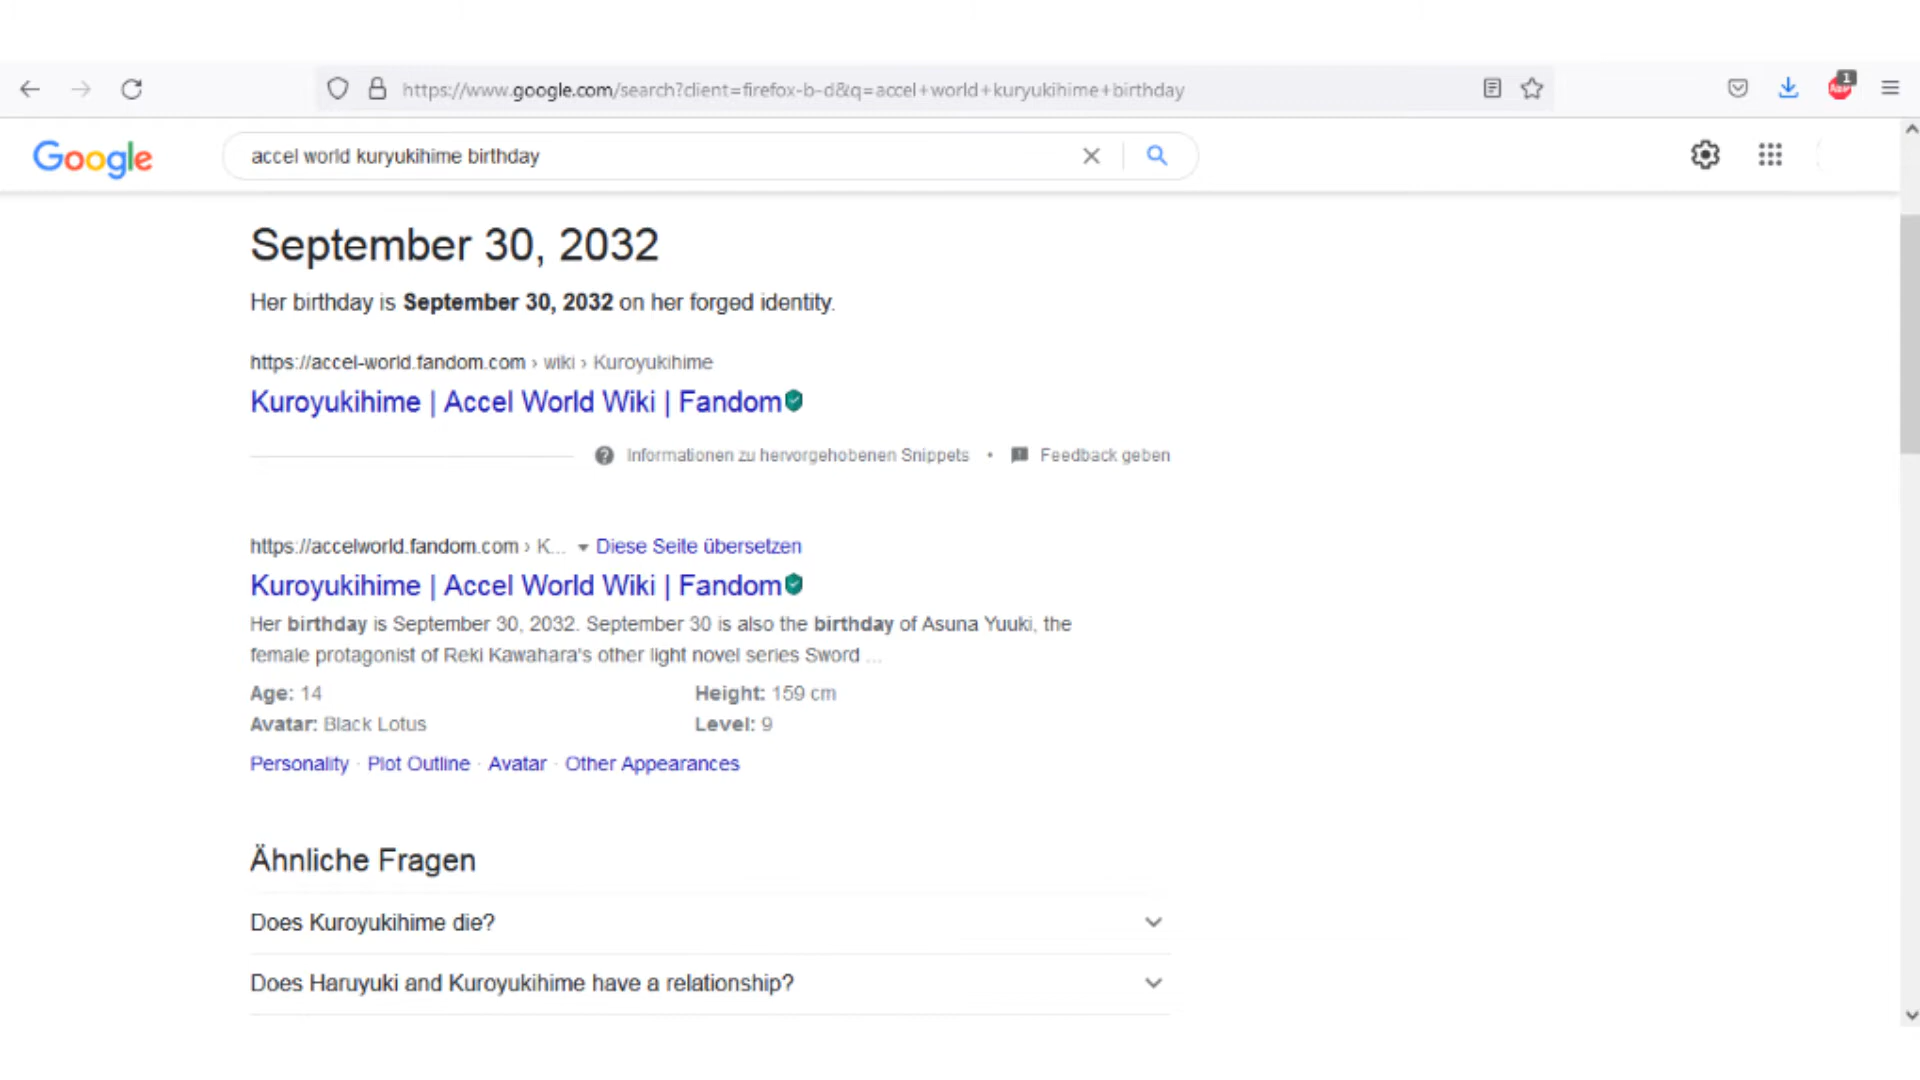 https://www.google.com/search?client=firefox-b-d&q=accel+world+kuryukihime+birthday
1
ABP
Google
accel world kuryukihime birthday
September 30, 2032
Her birthday is September 30, 2032 on her forged identity.
https://accel-world.fandom.com › wiki › Kuroyukihime
Kuroyukihime | Accel World Wiki | Fandom
Informationen zu hervorgehobenen Snippets • Feedback geben
https://accelworld.fandom.com › K... Diese Seite übersetzen
Kuroyukihime | Accel World Wiki | Fandom
Her birthday is September 30, 2032. September 30 is also the birthday of Asuna Yuuki, the
female protagonist of Reki Kawahara's other light novel series Sword ...
Age: 14 Height: 159 cm
Avatar: Black Lotus Level: 9
Personality · Plot Outline · Avatar · Other Appearances
Ähnliche Fragen
Does Kuroyukihime die?
Does Haruyuki and Kuroyukihime have a relationship?